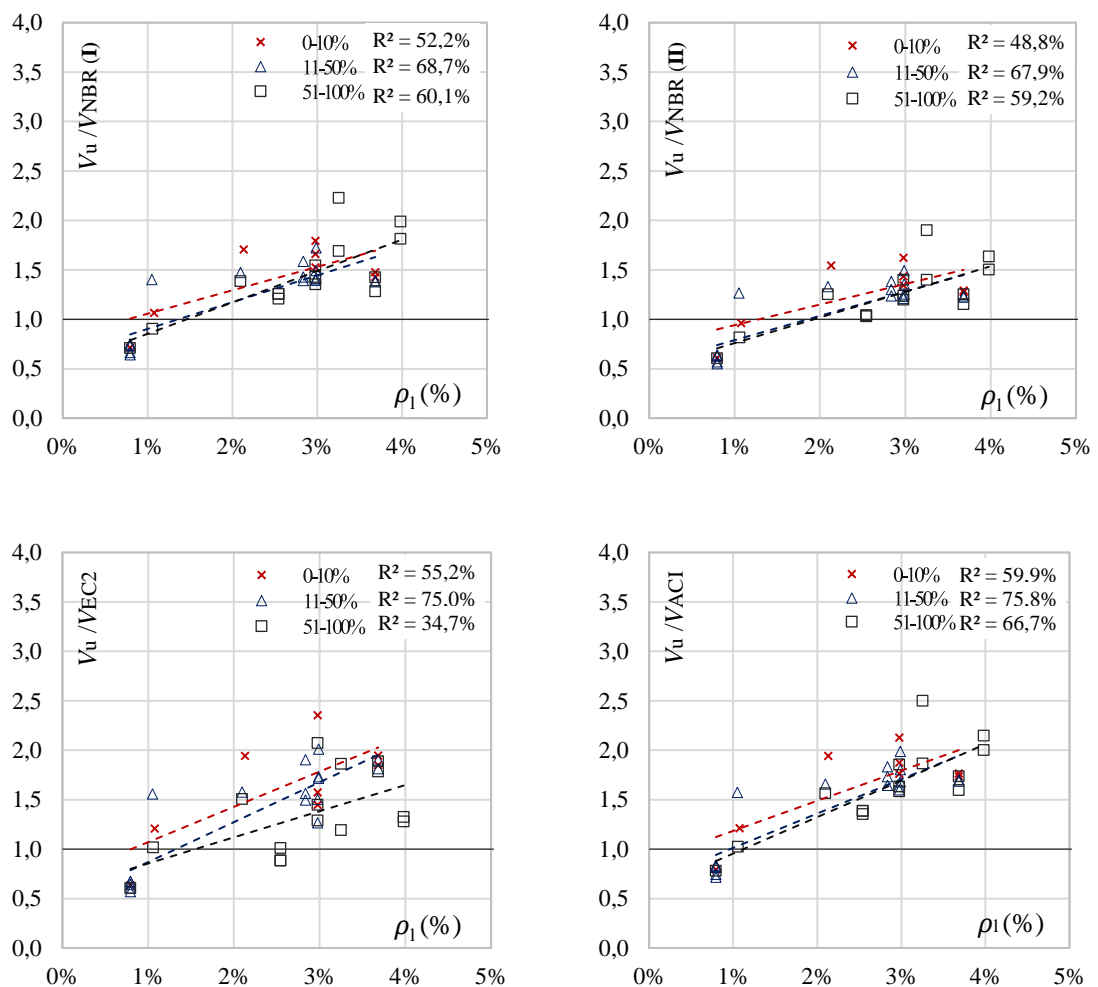 4,0
3,5
3,0
2,5
2,0
1,5
1,0
0,5
0,0
Vu /VNBR (I)
0-10% R² = 52,2%
11-50% R² = 68,7%
51-100% R² = 60,1%
ρ1 (%)
0% 1% 2% 3% 4% 5%
4,0
3,5
3,0
2,5
2,0
1,5
1,0
0,5
0,0
Vu /VNBR (II)
0-10% R² = 48,8%
11-50% R² = 67,9%
51-100% R² = 59,2%
ρ1 (%)
0% 1% 2% 3% 4% 5%
4,0
3,5
3,0
2,5
2,0
1,5
1,0
0,5
0,0
Vu /VEC2
0-10% R² = 55,2%
11-50% R² = 75,0%
51-100% R² = 34,7%
ρ1 (%)
0% 1% 2% 3% 4% 5%
4,0
3,5
3,0
2,5
2,0
1,5
1,0
0,5
0,0
Vu /VACI
0-10% R² = 59,9%
11-50% R² = 75,8%
51-100% R² = 66,7%
ρ1 (%)
0% 1% 2% 3% 4% 5%